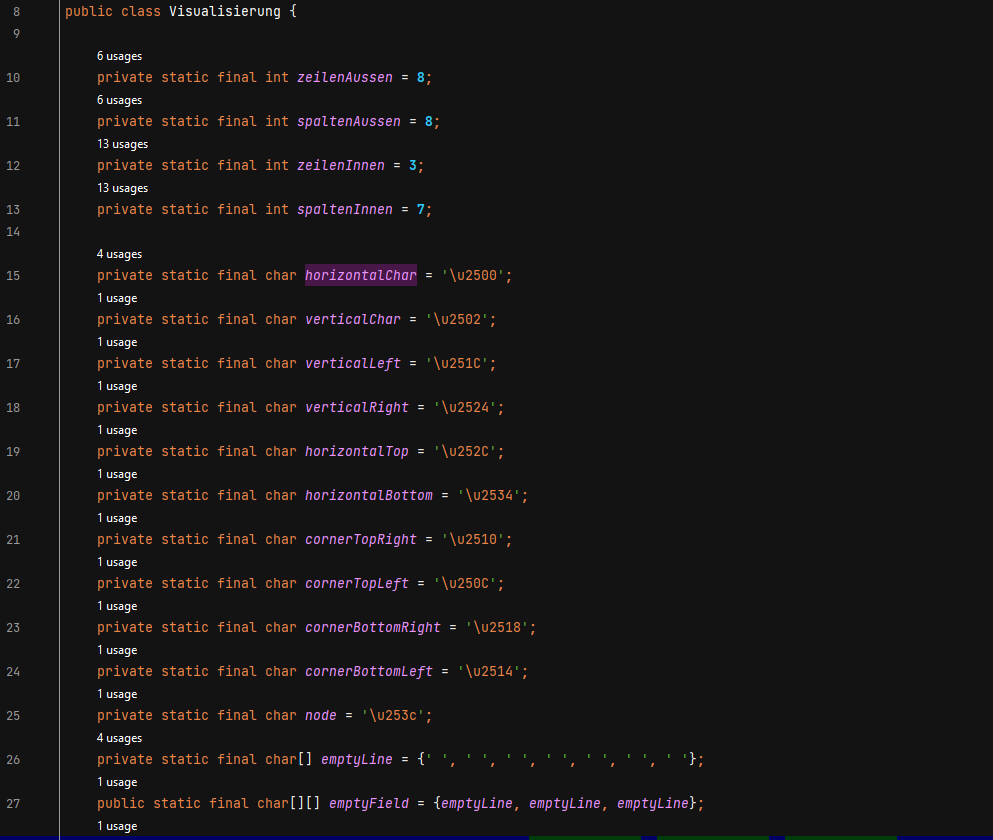 8 public class Visualisierung {
9
6 usages
10 private static final int zeilenAussen = 8;
6 usages
11 private static final int spaltenAussen = 8;
13 usages
12 private static final int zeilenInnen = 3;
13 usages
13 private static final int spaltenInnen = 7;
14
4 usages
15 private static final char horizontalChar = '\u2500';
1 usage
16 private static final char verticalChar = '\u2502';
1 usage
17 private static final char verticalLeft = '\u251C';
1 usage
18 private static final char verticalRight = '\u2524';
1 usage
19 private static final char horizontalTop = '\u252C';
1 usage
20 private static final char horizontalBottom = '\u2534';
1 usage
21 private static final char cornerTopRight = '\u2510';
1 usage
22 private static final char cornerTopLeft = '\u250C';
1 usage
23 private static final char cornerBottomRight = '\u2518';
1 usage
24 private static final char cornerBottomLeft = '\u2514';
1 usage
25 private static final char node = '\u253c';
4 usages
26 private static final char[] emptyLine = {' ', ' ', ' ', ' ', ' ', ' ', ' '};
1 usage
27 public static final char[][] emptyField = {emptyLine, emptyLine, emptyLine};
1 usage